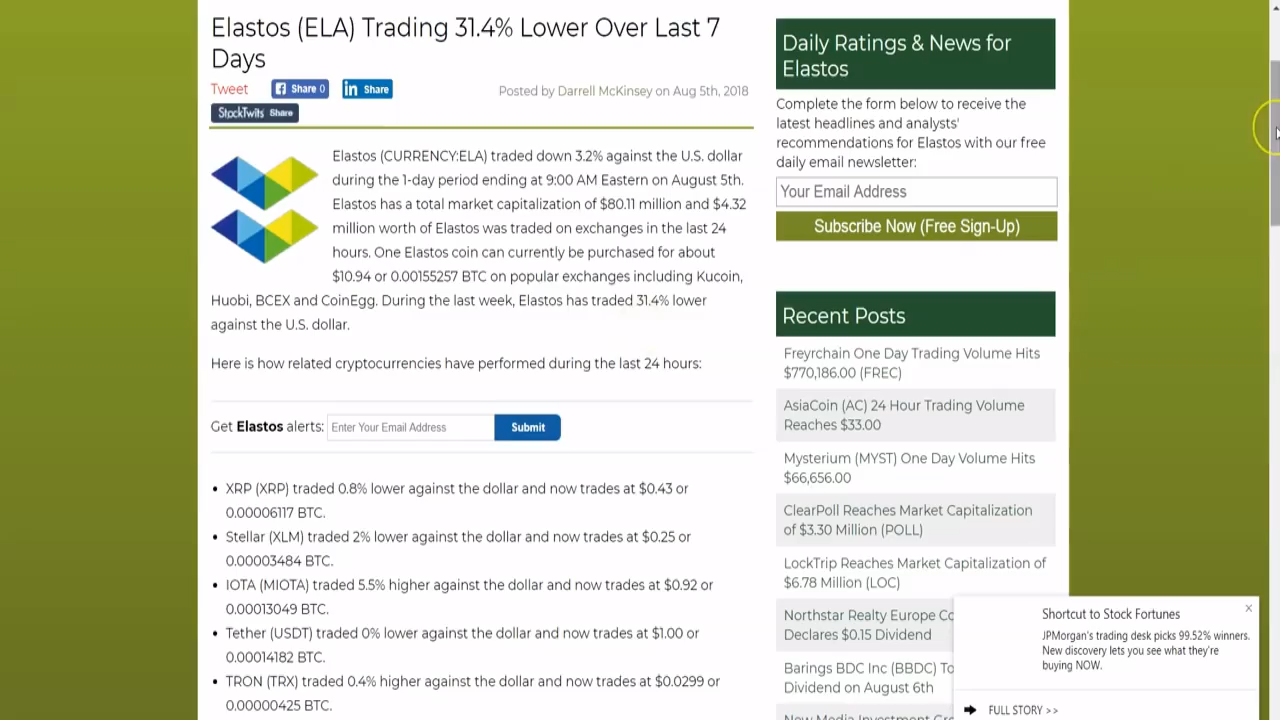 Elastos (ELA) Trading 31.4% Lower Over Last 7
Days
Tweet
Share 0
in Share
Posted by Darrell McKinsey on Aug 5th, 2018
StockTwits Share
Elastos (CURRENCY:ELA) traded down 3.2% against the U.S. dollar
during the 1-day period ending at 9:00 AM Eastern on August 5th.
Elastos has a total market capitalization of $80.11 million and $4.32
million worth of Elastos was traded on exchanges in the last 24
hours. One Elastos coin can currently be purchased for about
$10.94 or 0.00155257 BTC on popular exchanges including Kucoin,
Huobi, BCEX and CoinEgg. During the last week, Elastos has traded 31.4% lower
against the U.S. dollar.
Here is how related cryptocurrencies have performed during the last 24 hours:
Get Elastos alerts:
Enter Your Email Address
Submit
• XRP (XRP) traded 0.8% lower against the dollar and now trades at $0.43 or
0.00006117 BTC.
• Stellar (XLM) traded 2% lower against the dollar and now trades at $0.25 or
0.00003484 BTC.
• IOTA (MIOTA) traded 5.5% higher against the dollar and now trades at $0.92 or
0.00013049 BTC.
• Tether (USDT) traded 0% lower against the dollar and now trades at $1.00 or
0.00014182 BTC.
• TRON (TRX) traded 0.4% higher against the dollar and now trades at $0.0299 or
0.00000425 BTC.
Daily Ratings & News for
Elastos
Complete the form below to receive the
latest headlines and analysts'
recommendations for Elastos with our free
daily email newsletter:
Your Email Address
Subscribe Now (Free Sign-Up)
Recent Posts
Freyrchain One Day Trading Volume Hits
$770,186.00 (FREC)
AsiaCoin (AC) 24 Hour Trading Volume
Reaches $33.00
Mysterium (MYST) One Day Volume Hits
$66,656.00
ClearPoll Reaches Market Capitalization
of $3.30 Million (POLL)
LockTrip Reaches Market Capitalization of
$6.78 Million (LOC)
Northstar Realty Europe Co
Declares $0.15 Dividend
Barings BDC Inc (BBDC) To
Dividend on August 6th
Shortcut to Stock Fortunes
JPMorgan's trading desk picks 99.52% winners.
New discovery lets you see what they're
buying NOW.
FULL STORY >>